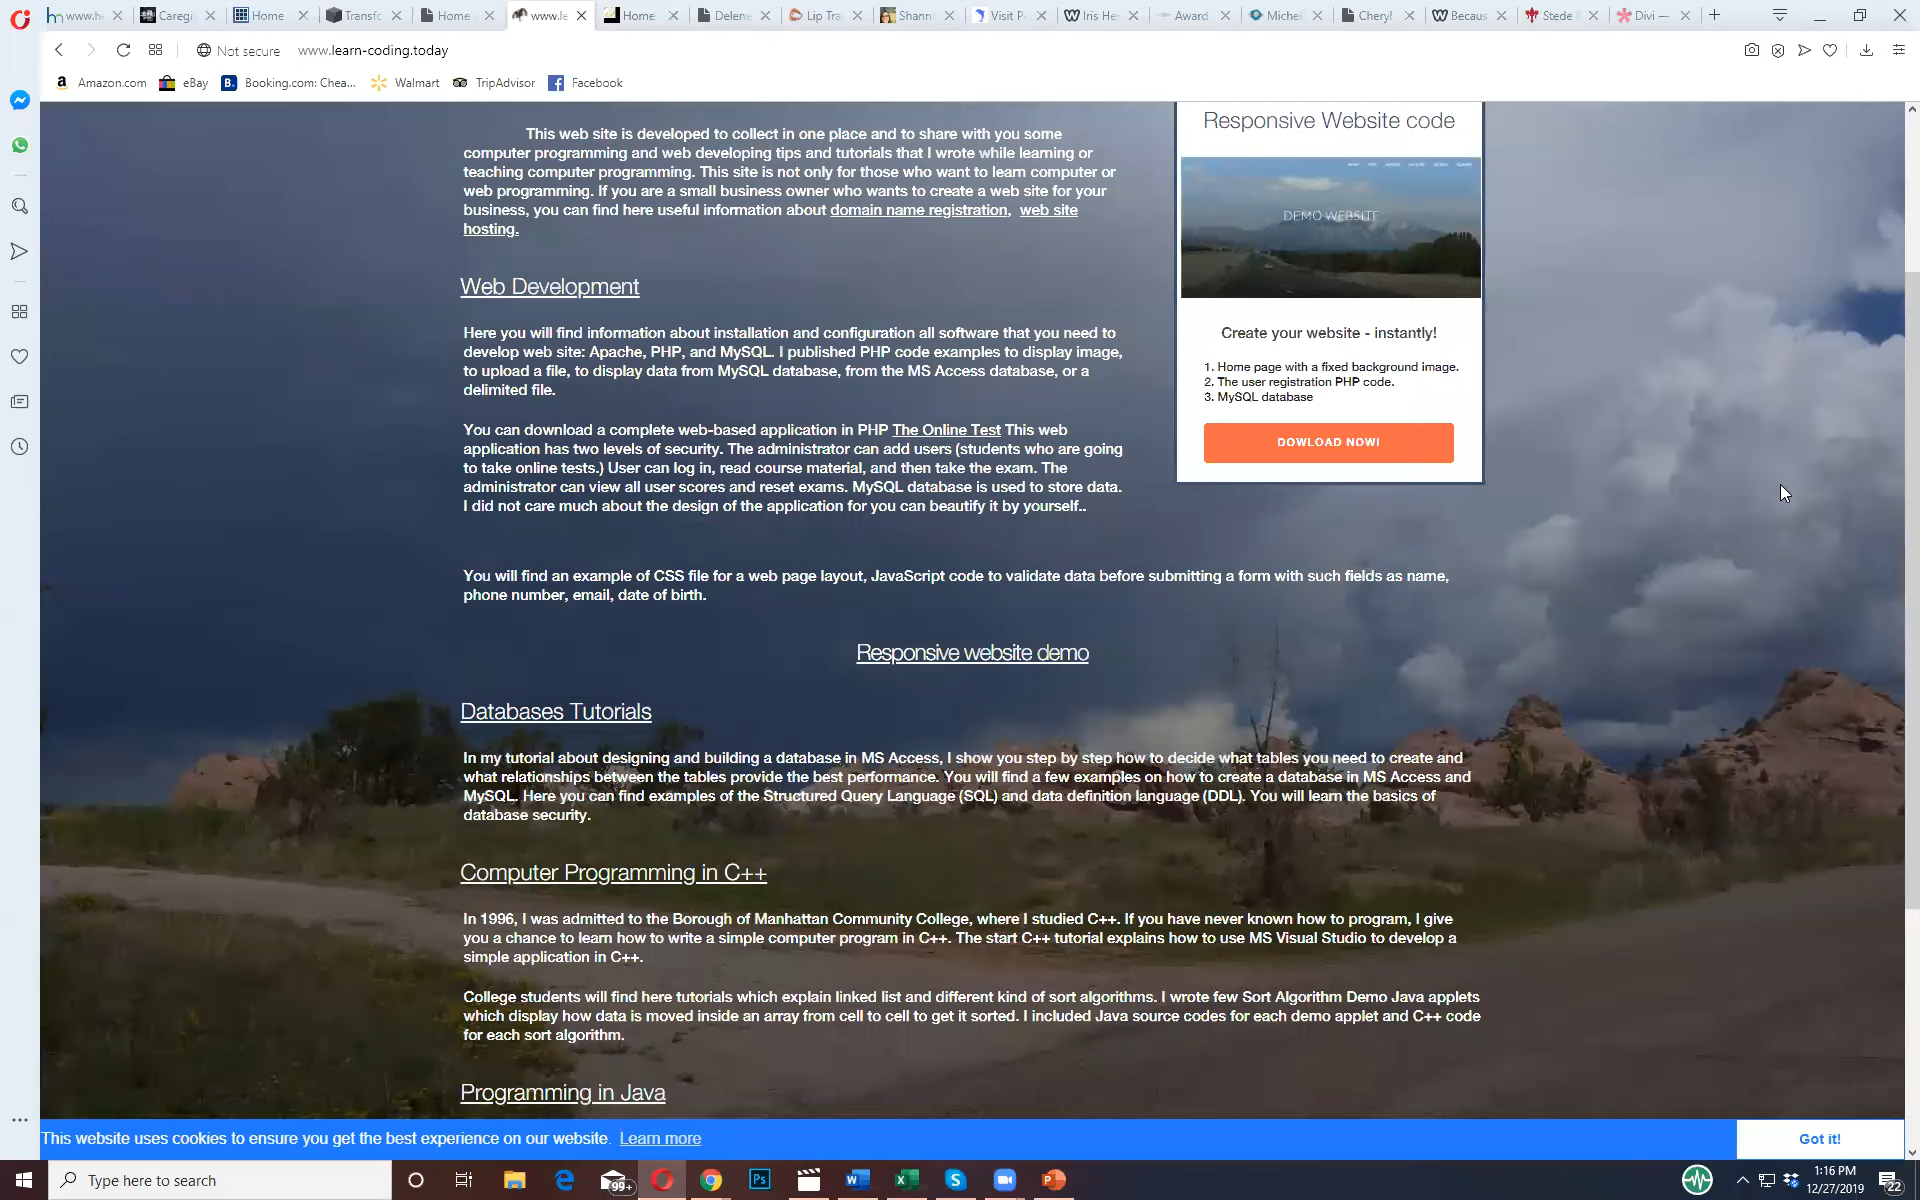 www.h
Caregi
Home
Transfo
Home
www.le
Home
Delene
Lip Tra
Shanni
Visit P
Iris He
Award
Michel
Chery!
Becaus
Stede
Divi —
Not secure
www.learn-coding.today
Amazon.com
eBay
Booking.com: Chea...
Walmart
TripAdvisor
Facebook
This web site is developed to collect in one place and to share with you some
computer programming and web developing tips and tutorials that I wrote while learning or
teaching computer programming. This site is not only for those who want to learn computer or
web programming. If you are a small business owner who wants to create a web site for your
business, you can find here useful information about domain name registration, web site
hosting.
Responsive Website code
DEMO WEBSITE
Create your website - instantly!
1. Home page with a fixed background image.
2. The user registration PHP code.
3. MySQL database
DOWLOAD NOW!
Web Development
Here you will find information about installation and configuration all software that you need to
develop web site: Apache, PHP, and MySQL. I published PHP code examples to display image,
to upload a file, to display data from MySQL database, from the MS Access database, or a
delimited file.
You can download a complete web-based application in PHP The Online Test This web
application has two levels of security. The administrator can add users (students who are going
to take online tests.) User can log in, read course material, and then take the exam. The
administrator can view all user scores and reset exams. MySQL database is used to store data.
I did not care much about the design of the application for you can beautify it by yourself..
You will find an example of CSS file for a web page layout, JavaScript code to validate data before submitting a form with such fields as name,
phone number, email, date of birth.
Responsive website demo
Databases Tutorials
In my tutorial about designing and building a database in MS Access, I show you step by step how to decide what tables you need to create and
what relationships between the tables provide the best performance. You will find a few examples on how to create a database in MS Access and
MySQL. Here you can find examples of the Structured Query Language (SQL) and data definition language (DDL). You will learn the basics of
database security.
Computer Programming in C++
In 1996, I was admitted to the Borough of Manhattan Community College, where I studied C++. If you have never known how to program, I give
you a chance to learn how to write a simple computer program in C++. The start C++ tutorial explains how to use MS Visual Studio to develop a
simple application in C++.
College students will find here tutorials which explain linked list and different kind of sort algorithms. I wrote few Sort Algorithm Demo Java applets
which display how data is moved inside an array from cell to cell to get it sorted. I included Java source codes for each demo applet and C++ code
for each sort algorithm.
Programming in Java
This website uses cookies to ensure you get the best experience on our website. Learn more
Got it!
Type here to search
99+
1:16 PM
12/27/2019
22